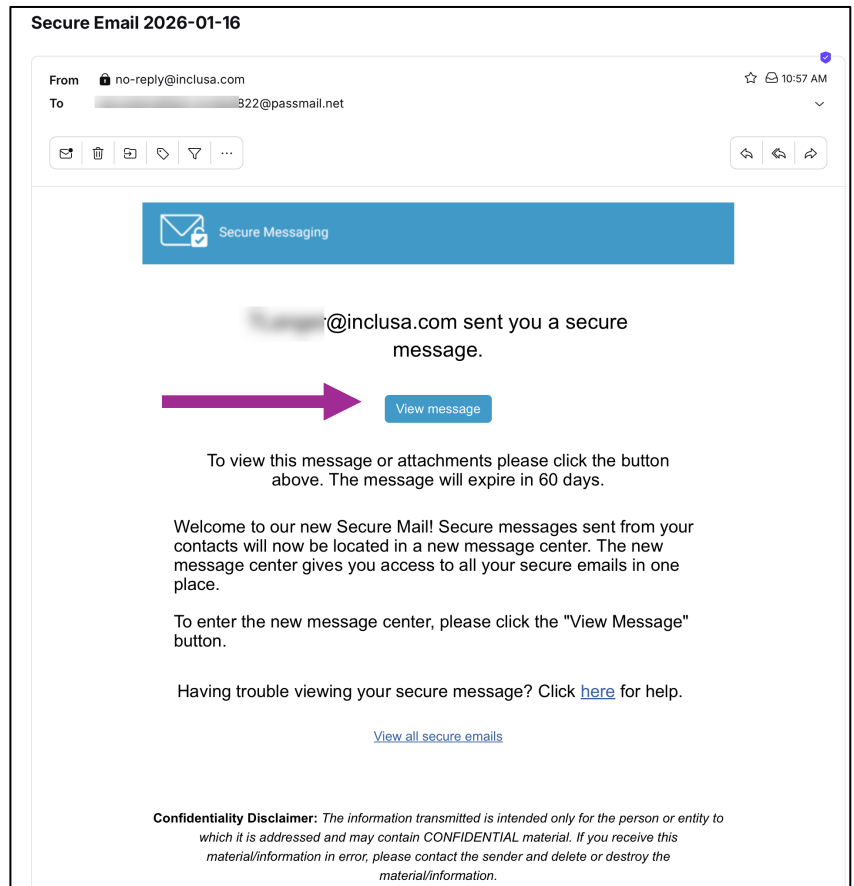 Secure Email 2026-01-16
From no-reply@inclusa.com
10:57 AM
To 822@passmail.net
Secure Messaging
@inclusa.com sent you a secure
message.
View message
To view this message or attachments please click the button
above. The message will expire in 60 days.
Welcome to our new Secure Mail! Secure messages sent from your
contacts will now be located in a new message center. The new
message center gives you access to all your secure emails in one
place.
To enter the new message center, please click the "View Message"
button.
Having trouble viewing your secure message? Click here for help.
View all secure emails
Confidentiality Disclaimer: The information transmitted is intended only for the person or entity to
which it is addressed and may contain CONFIDENTIAL material. If you receive this
material/information in error, please contact the sender and delete or destroy the
material/information.